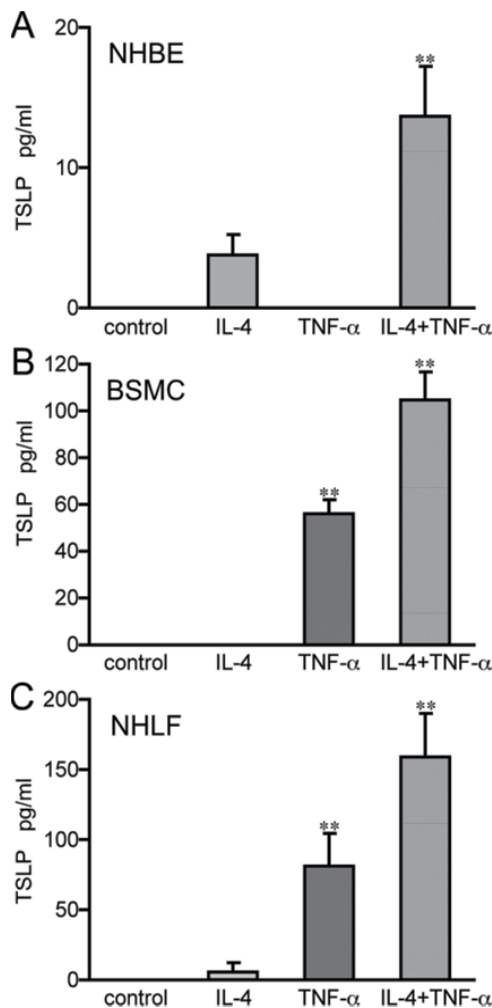 A
NHBE
TSLP pg/ml
20
10
0
**
control IL-4 TNF-α IL-4+TNF-α
B
BSMC
TSLP pg/ml
120
100
80
60
40
20
0
**
**
control IL-4 TNF-α IL-4+TNF-α
C
NHLF
TSLP pg/ml
200
150
100
50
0
**
**
control IL-4 TNF-α IL-4+TNF-α